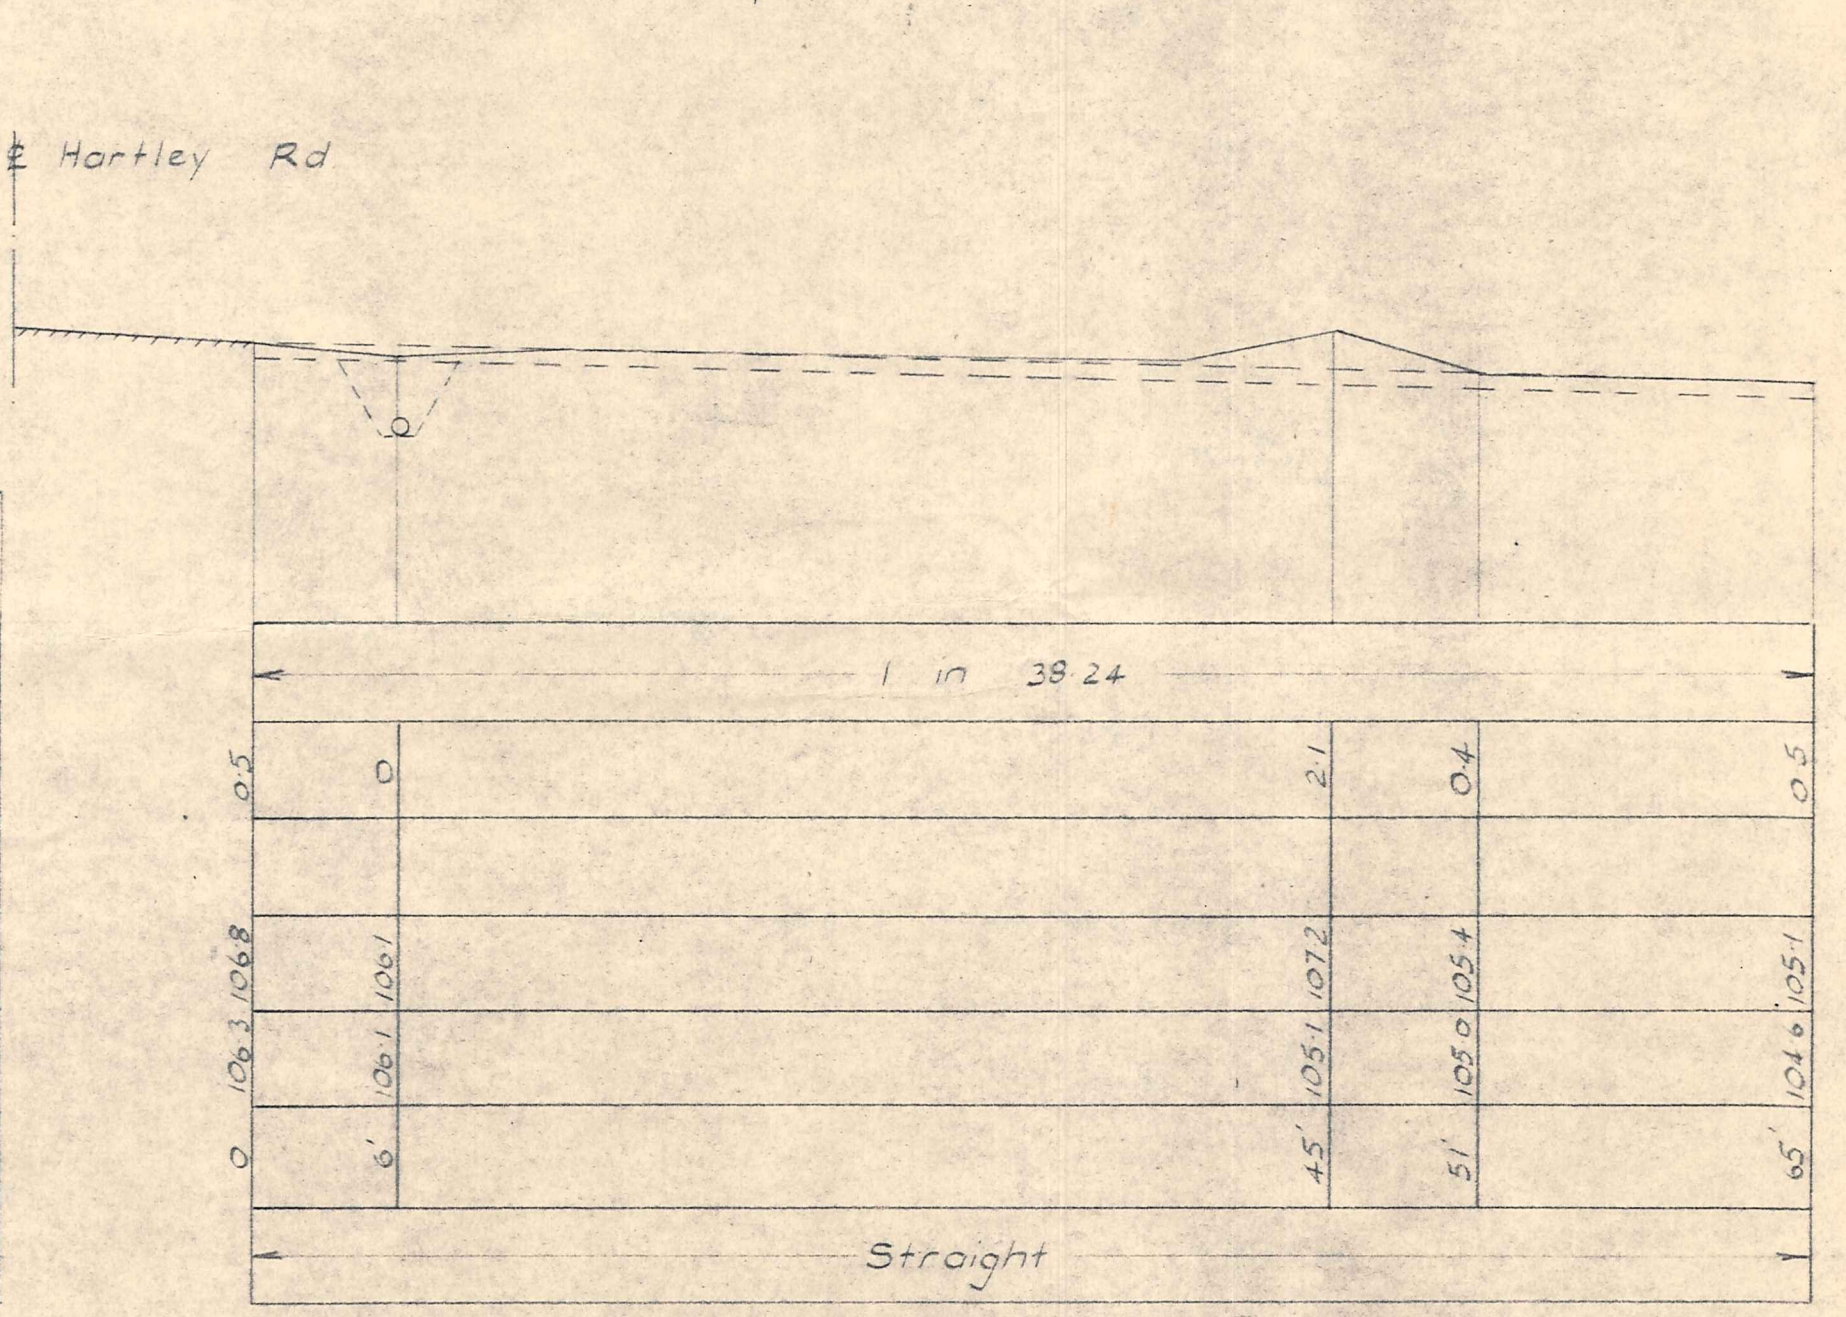 ℄ Hartley Rd
1 in 38.24
0.5 0 2.1 0.4 0.5
106.8 106.1 107.2 105.4 105.1
106.3 106.1 105.1 105.0 104.6
0 6' 45' 51' 65'
Straight